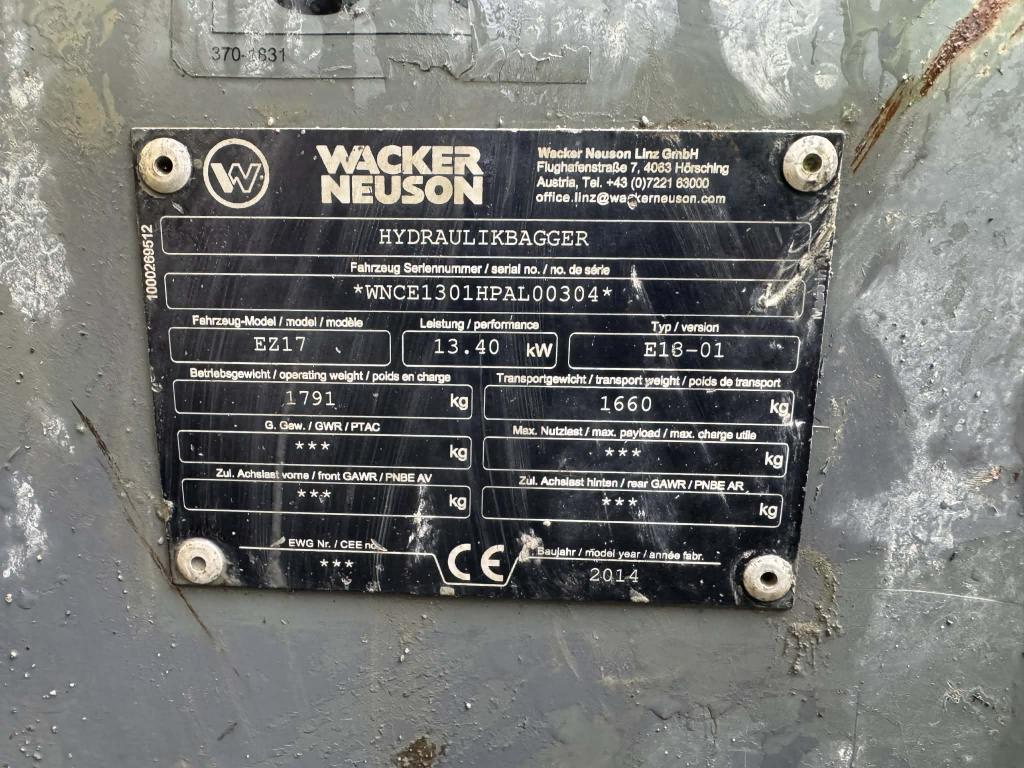 370-1831
W
WACKER
NEUSON
Wacker Neuson Linz GmbH
Flughafenstraße 7, 4063 Hörsching
Austria, Tel. +43 (0)7221 63000
office.linz@wackerneuson.com
1000269512
HYDRAULIKBAGGER
Fahrzeug Seriennummer / serial no. / no. de série
*WNCE1301HPAL00304*
Fahrzeug-Model / model / modèle
Leistung / performance
Typ / version
EZ17
13.40 kW
E13-01
Betriebsgewicht / operating weight / poids en charge
Transportgewicht / transport weight / poids de transport
1791 kg
1660 kg
G. Gew. / GWR / PTAC
Max. Nutzlast / max. payload / max. charge utile
*** kg
*** kg
Zul. Achslast vorne / front GAWR / PNBE AV
Zul. Achslast hinten / rear GAWR / PNBE AR
*** kg
*** kg
EWG Nr. / CEE no
***
CE
Baujahr / model year / année fabr.
2014